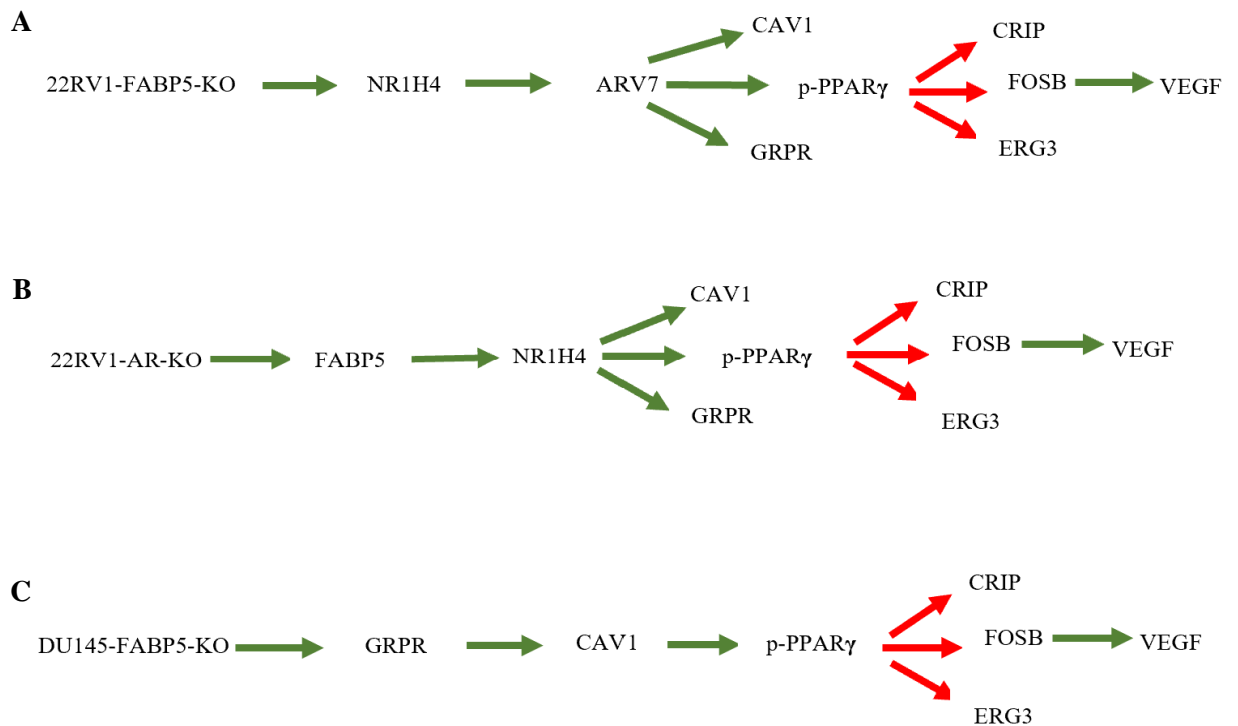 A
CAV1
CRIP
22RV1-FABP5-KO NR1H4 ARV7 p-PPARγ FOSB VEGF
GRPR
ERG3
B
CAV1
CRIP
22RV1-AR-KO FABP5 NR1H4 p-PPARγ FOSB VEGF
GRPR
ERG3
C
CRIP
DU145-FABP5-KO GRPR CAV1 p-PPARγ FOSB VEGF
ERG3